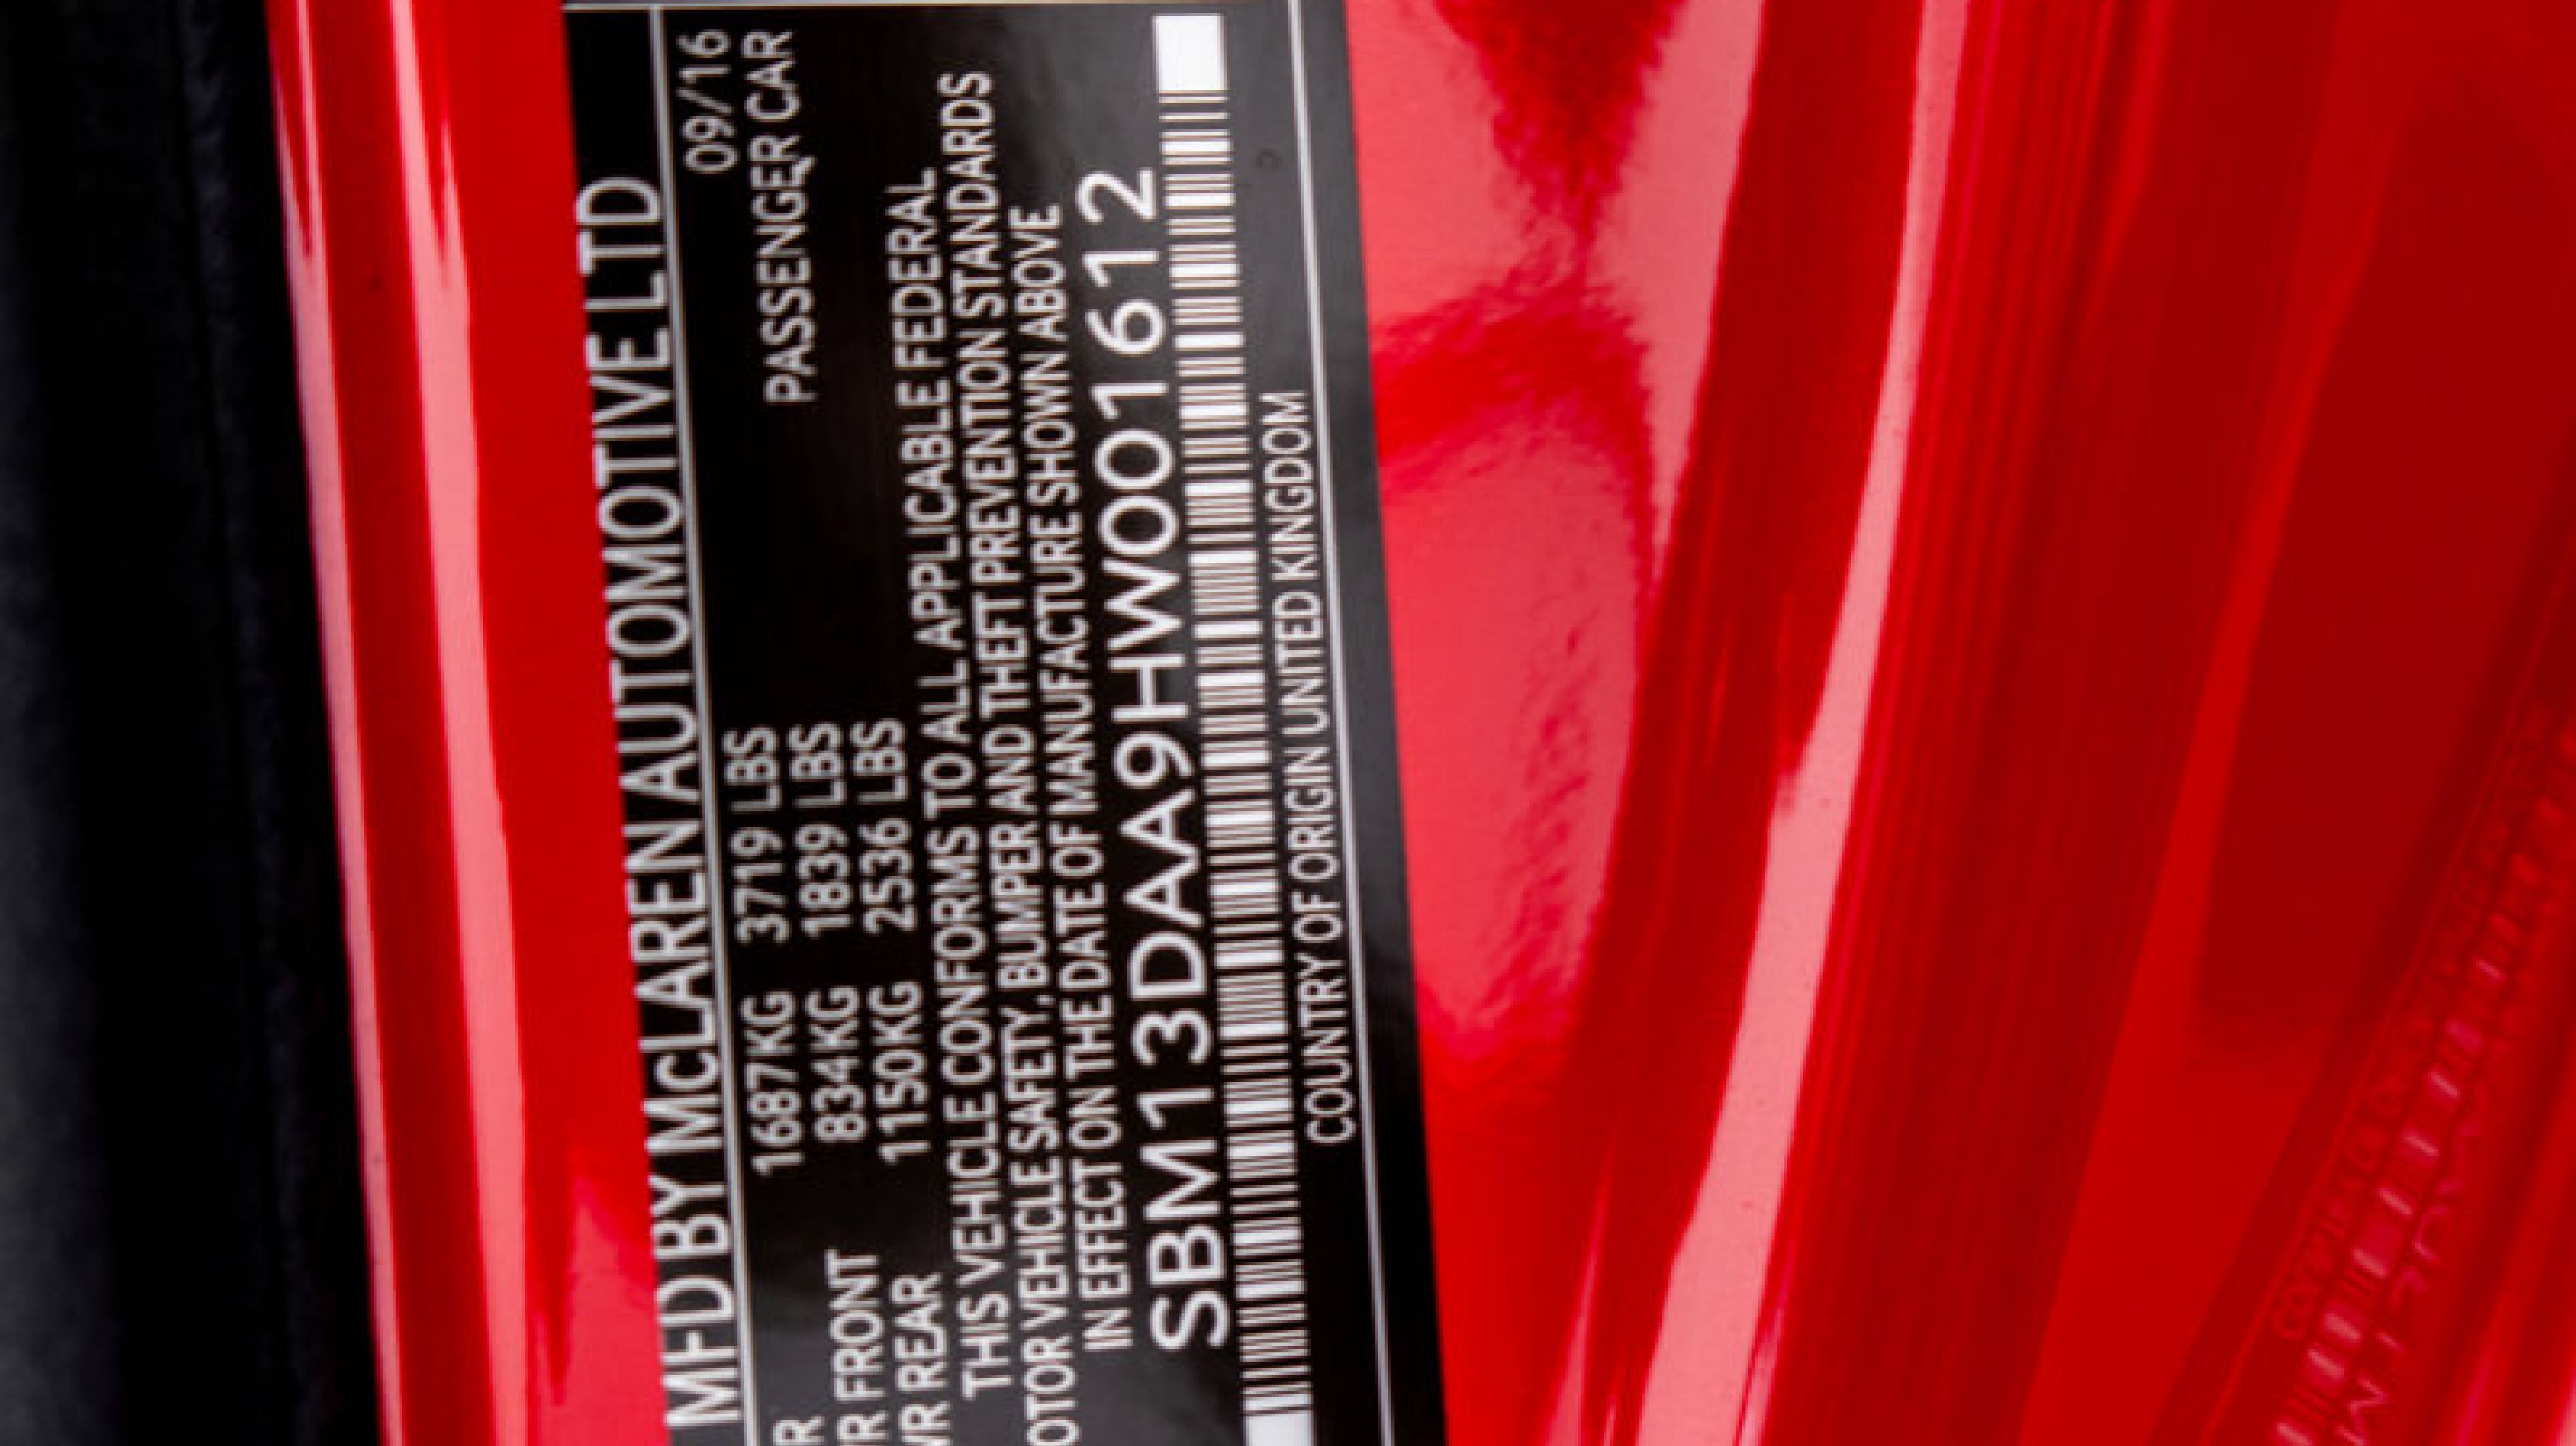 MFD BY McLAREN AUTOMOTIVE LTD
09/16
R 1687KG 3719 LBS PASSENGER CAR
R FRONT 834KG 1839 LBS
R REAR 1150KG 2536 LBS
THIS VEHICLE CONFORMS TO ALL APPLICABLE FEDERAL
OTOR VEHICLE SAFETY, BUMPER AND THEFT PREVENTION STANDARDS
IN EFFECT ON THE DATE OF MANUFACTURE SHOWN ABOVE
SBM13DAA9HW001612
COUNTRY OF ORIGIN UNITED KINGDOM